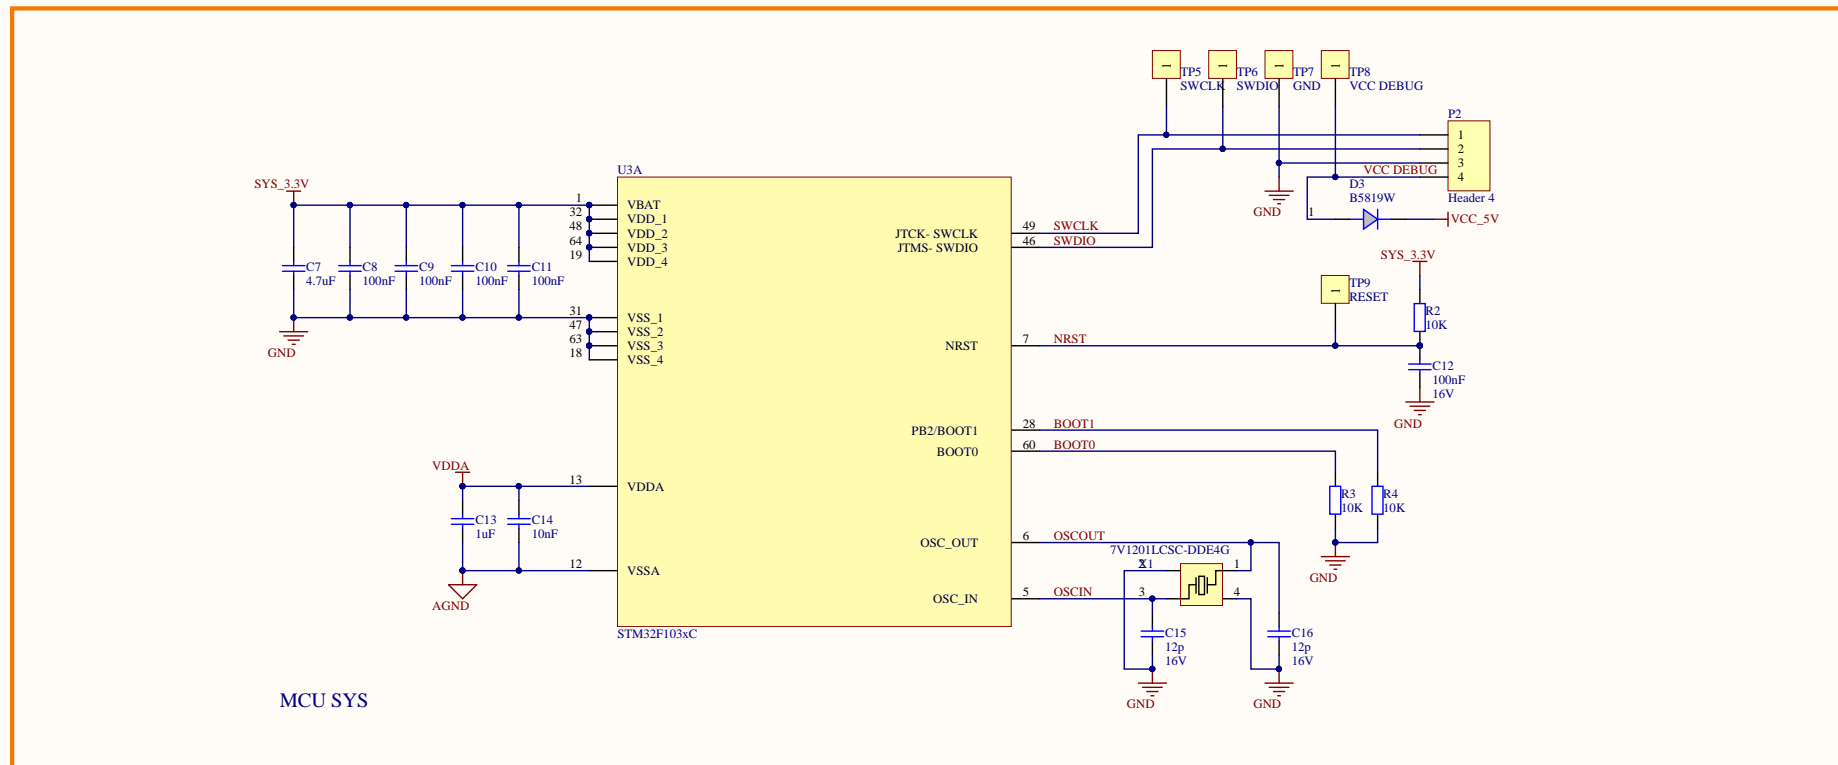 1
TP5
SWCLK
1
TP6
SWDIO
1
TP7
GND
1
TP8
VCC DEBUG
P2
1
2
3
4
VCC DEBUG
Header 4
D3
B5819W
1
VCC_5V
GND
U3A
SYS_3.3V
1 VBAT
32 VDD_1
48 VDD_2
64 VDD_3
19 VDD_4
JTCK- SWCLK 49 SWCLK
JTMS- SWDIO 46 SWDIO
C7
4.7uF
C8
100nF
C9
100nF
C10
100nF
C11
100nF
SYS_3.3V
1
TP9
RESET
R2
10K
31 VSS_1
47 VSS_2
63 VSS_3
18 VSS_4
GND
NRST 7 NRST
C12
100nF
16V
GND
PB2/BOOT1 28 BOOT1
BOOT0 60 BOOT0
VDDA
13 VDDA
C13
1uF
C14
10nF
12 VSSA
AGND
R3
10K
R4
10K
GND
OSC_OUT 6 OSCOUT
7V1201LCSC-DDE4G
X1
2
1
OSC_IN 5 OSCIN
3
4
C15
12p
16V
C16
12p
16V
GND
GND
STM32F103xC
MCU SYS